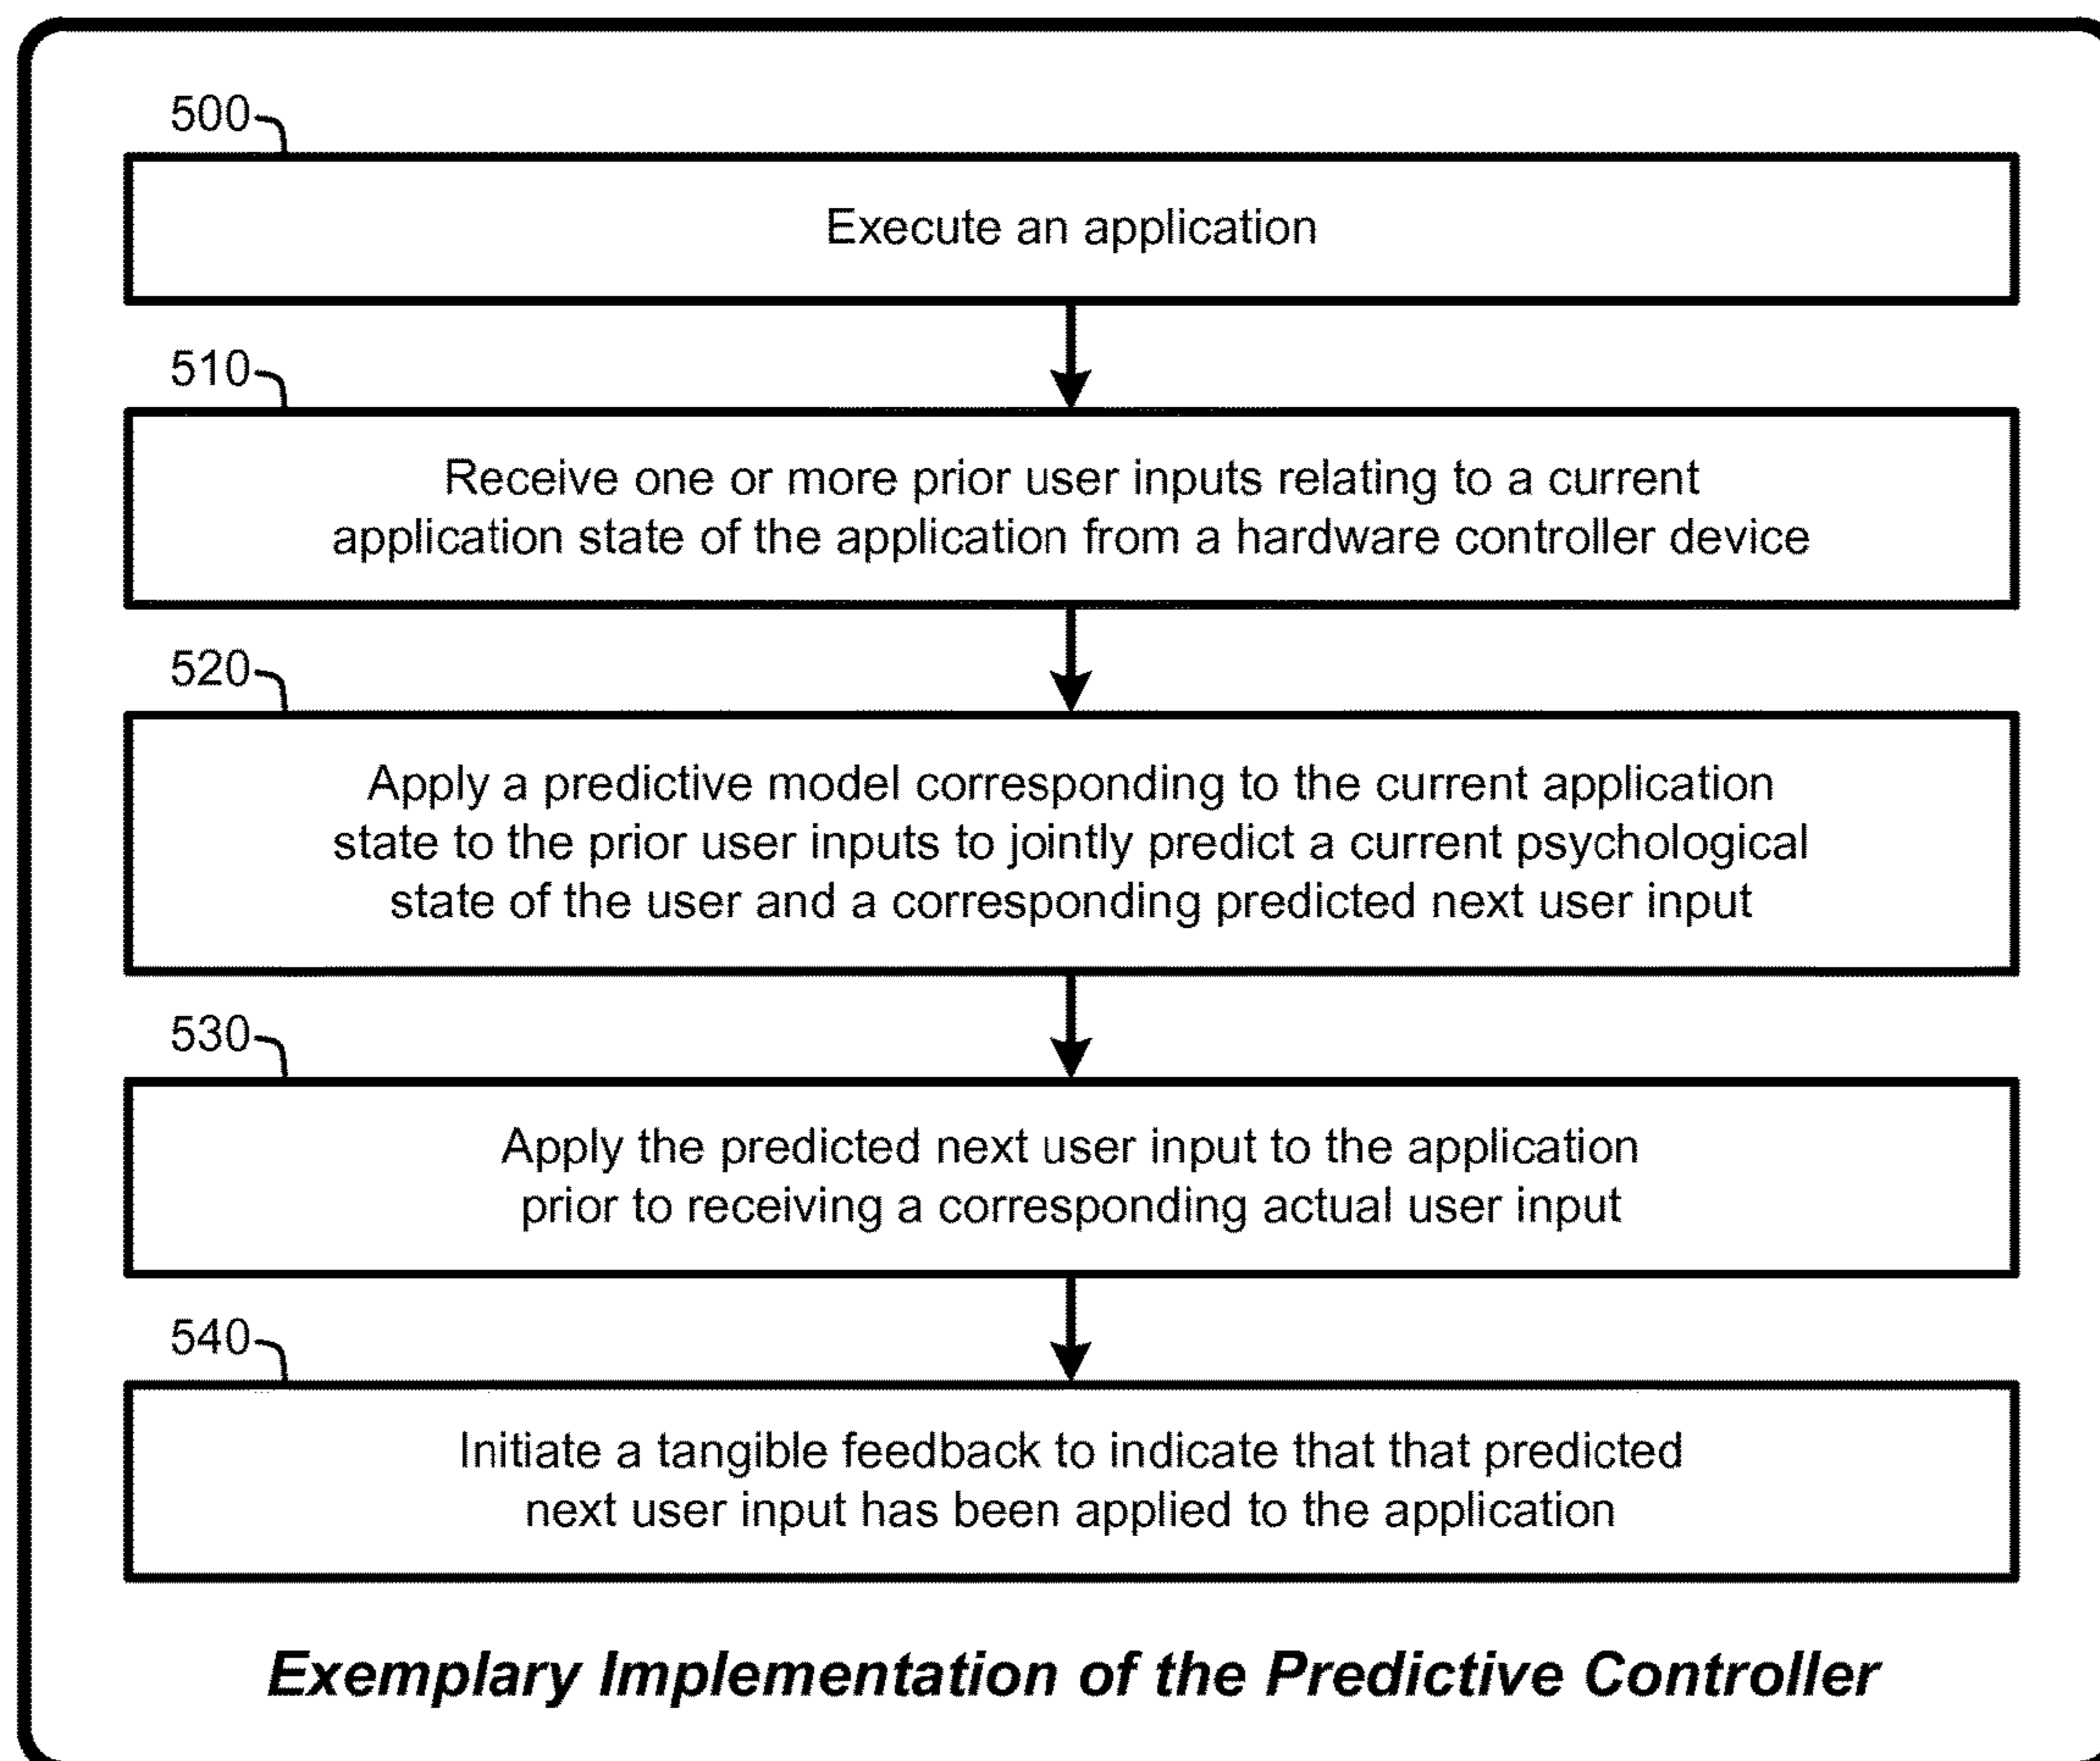 500
Execute an application
510
Receive one or more prior user inputs relating to a current
application state of the application from a hardware controller device
520
Apply a predictive model corresponding to the current application
state to the prior user inputs to jointly predict a current psychological
state of the user and a corresponding predicted next user input
530
Apply the predicted next user input to the application
prior to receiving a corresponding actual user input
540
Initiate a tangible feedback to indicate that that predicted
next user input has been applied to the application
Exemplary Implementation of the Predictive Controller